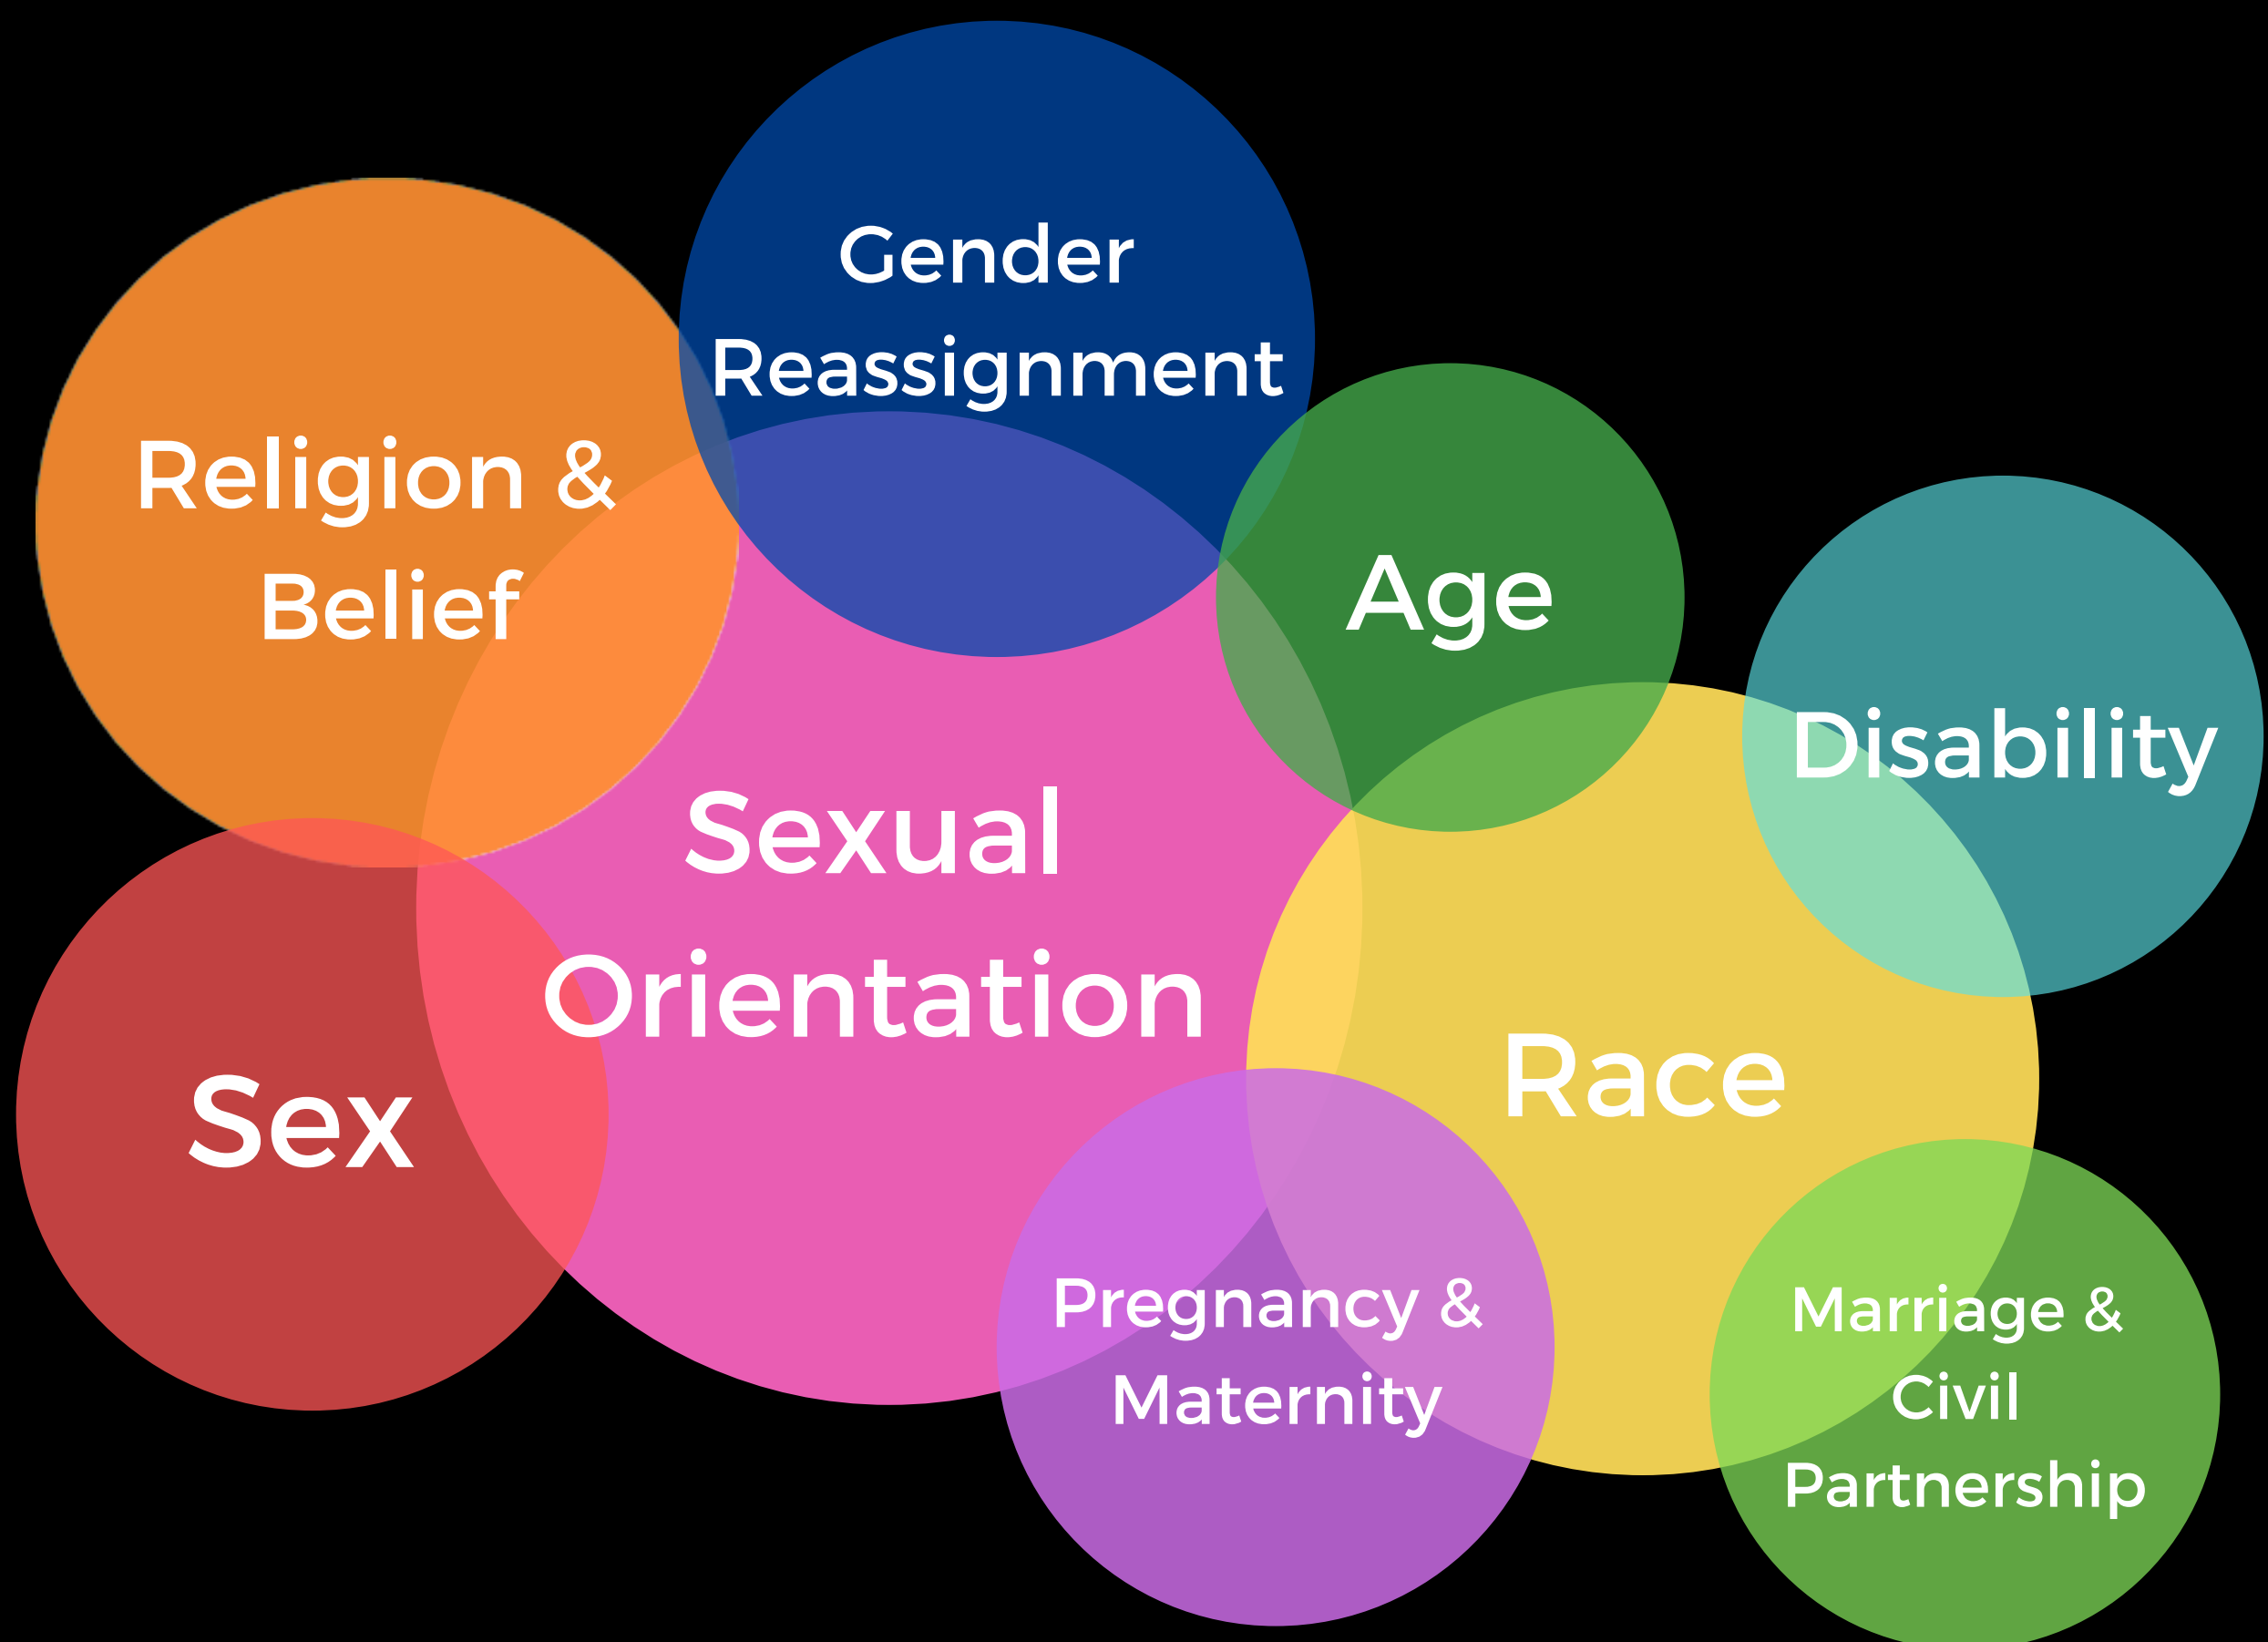 Gender
Reassignment
Religion &
Belief
Age
Disability
Sexual
Orientation
Race
Sex
Pregnancy &
Maternity
Marriage &
Civil
Partnership